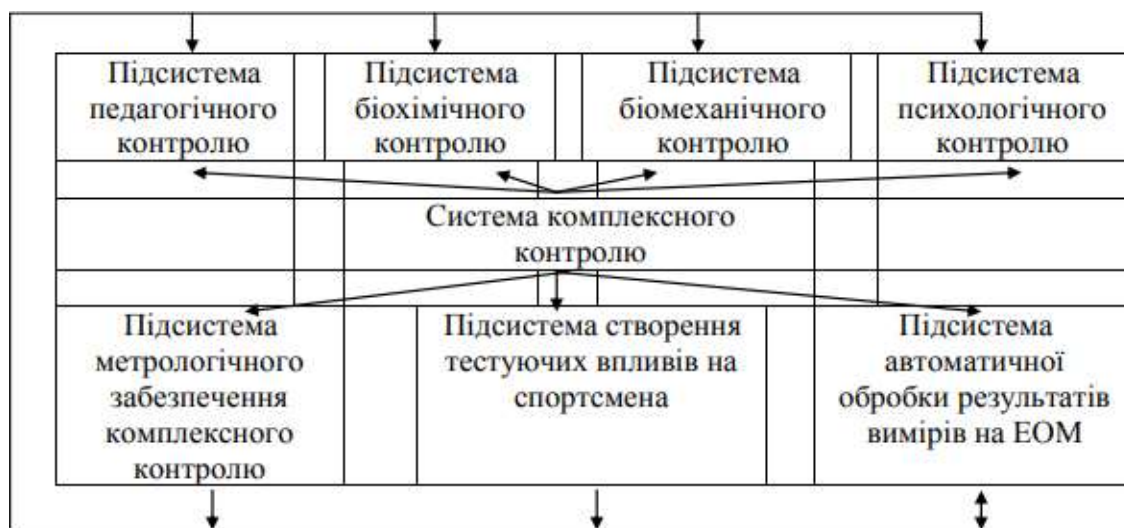 Підсистема
педагогічного
контролю
Підсистема
біохімічного
контролю
Підсистема
біомеханічного
контролю
Підсистема
психологічного
контролю
Система комплексного
контролю
Підсистема
метрологічного
забезпечення
комплексного
контролю
Підсистема створення
тестуючих впливів на
спортсмена
Підсистема
автоматичної
обробки результатів
вимірів на ЕОМ